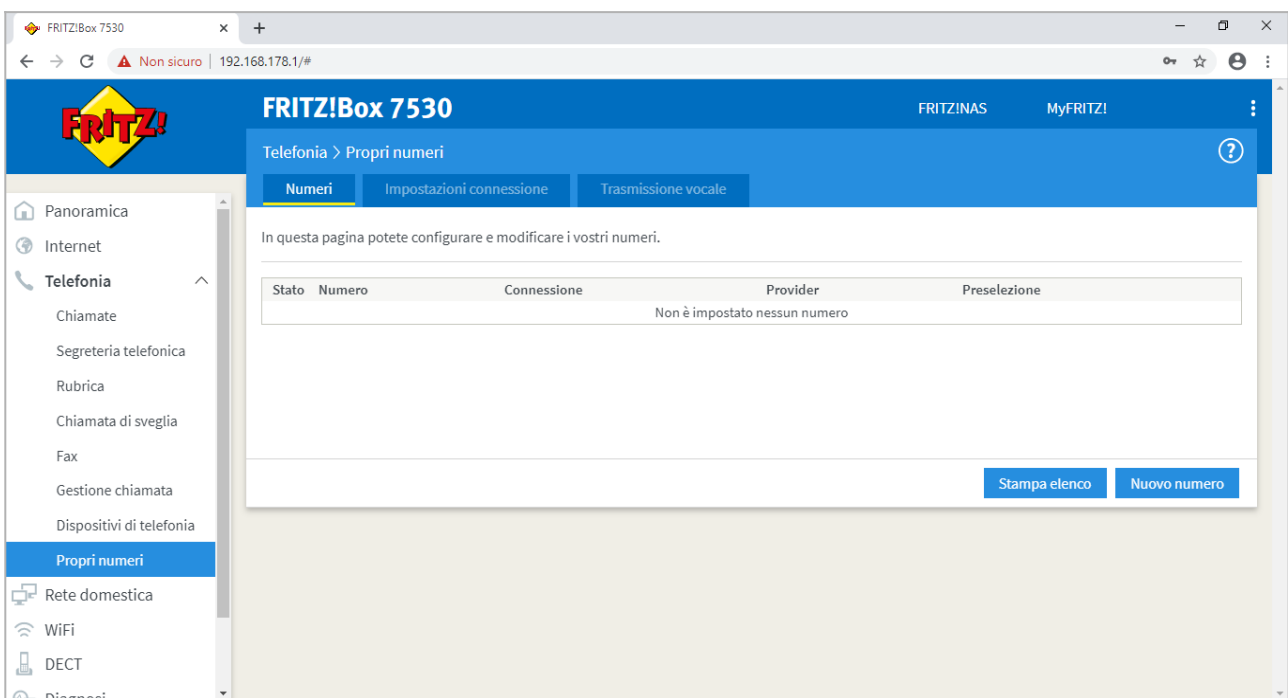 FRITZ!Box 7530
Non sicuro | 192.168.178.1/#
FRITZ!
FRITZ!Box 7530 FRITZ!NAS MyFRITZ!
Telefonia > Propri numeri
Numeri Impostazioni connessione Trasmissione vocale
Panoramica
Internet
Telefonia
Chiamate
Segreteria telefonica
Rubrica
Chiamata di sveglia
Fax
Gestione chiamata
Dispositivi di telefonia
Propri numeri
Rete domestica
WiFi
DECT
Diagnosi
In questa pagina potete configurare e modificare i vostri numeri.
Stato Numero Connessione Provider Preselezione
Non è impostato nessun numero
Stampa elenco Nuovo numero